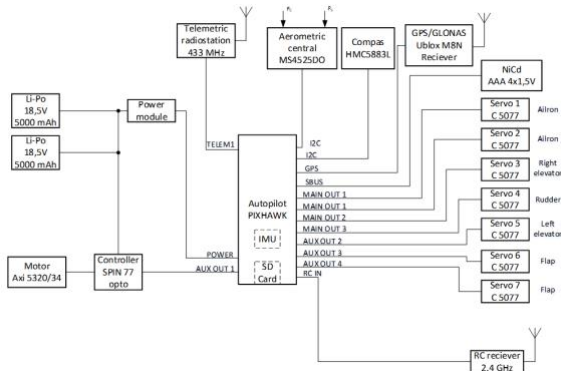 Telemetric
radiostation
433 MHz
Aerometric
central
MS4525DO
Compas
HMC5883L
GPS/GLONAS
Ublox M8N
Reciever
NiCd
AAA 4x1,5V
Li-Po
18,5V
5000 mAh
Power
module
Li-Po
18,5V
5000 mAh
TELEM1
I2C
I2C
GPS
SBUS
MAIN OUT 1
MAIN OUT 1
MAIN OUT 2
MAIN OUT 3
AUX OUT 2
AUX OUT 3
AUX OUT 4
RC IN
Autopilot
PIXHAWK
IMU
SD
Card
POWER
AUX OUT 1
Servo 1
C 5077
Ailron
Servo 2
C 5077
Ailron
Servo 3
C 5077
Right
elevator
Servo 4
C 5077
Rudder
Servo 5
C 5077
Left
elevator
Servo 6
C 5077
Flap
Servo 7
C 5077
Flap
Motor
Axi 5320/34
Controller
SPIN 77
opto
RC reciever
2,4 GHz